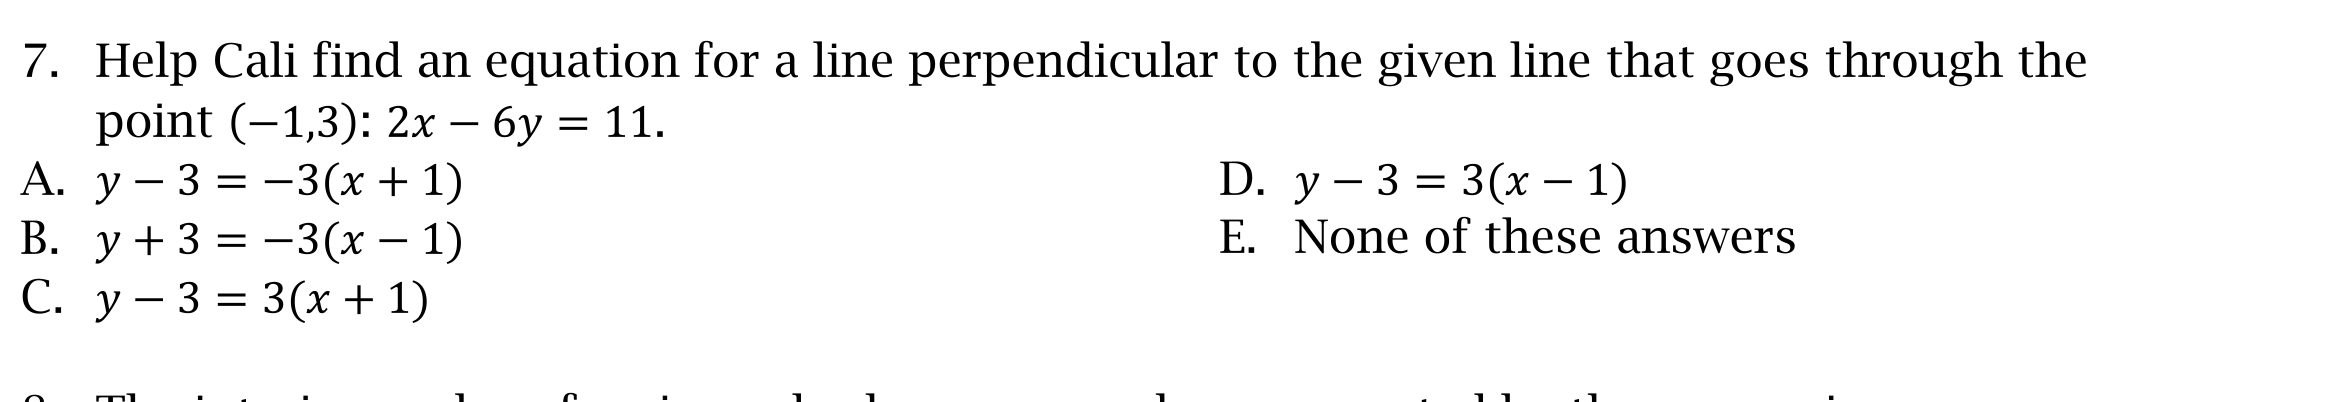 7. Help Cali find an equation for a line perpendicular to the given line that goes through the
point (−1,3): 2x − 6y = 11.
A. y − 3 = −3(x + 1)
B. y + 3 = −3(x − 1)
C. y − 3 = 3(x + 1)
D. y − 3 = 3(x − 1)
E. None of these answers